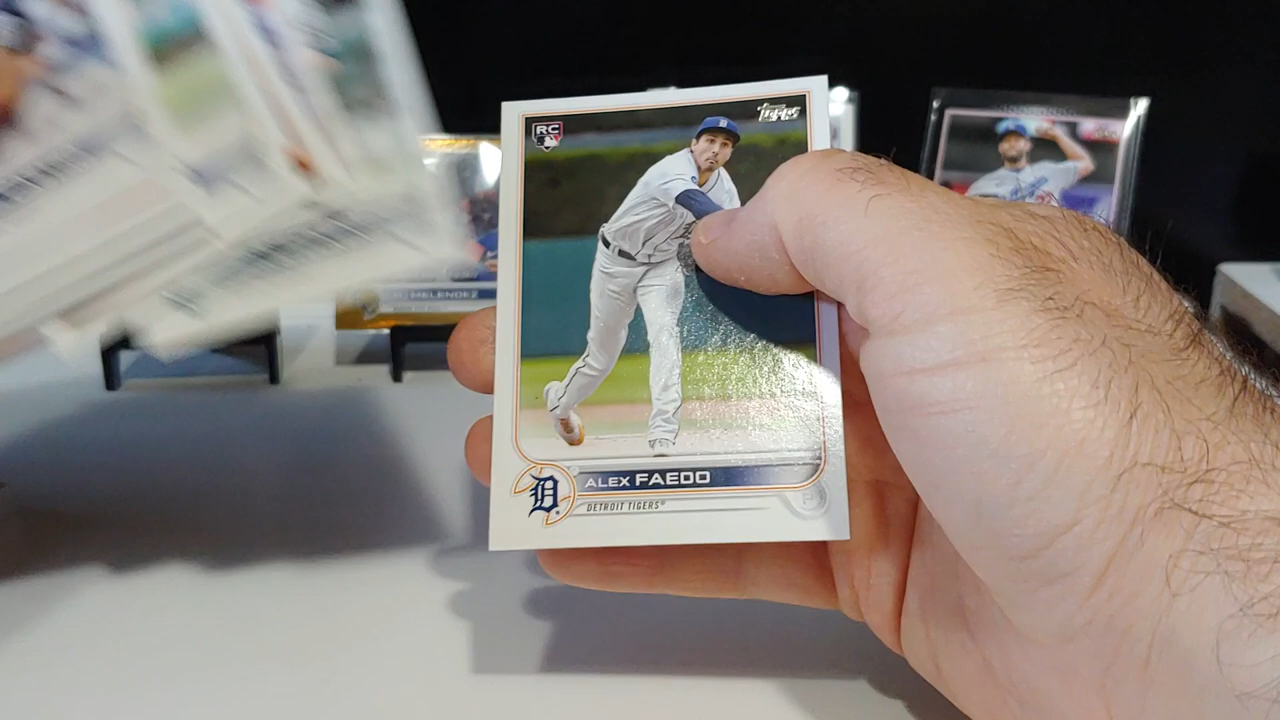 RC
Topps
MELENDEZ
ALEX FAEDO
D
DETROIT TIGERS®